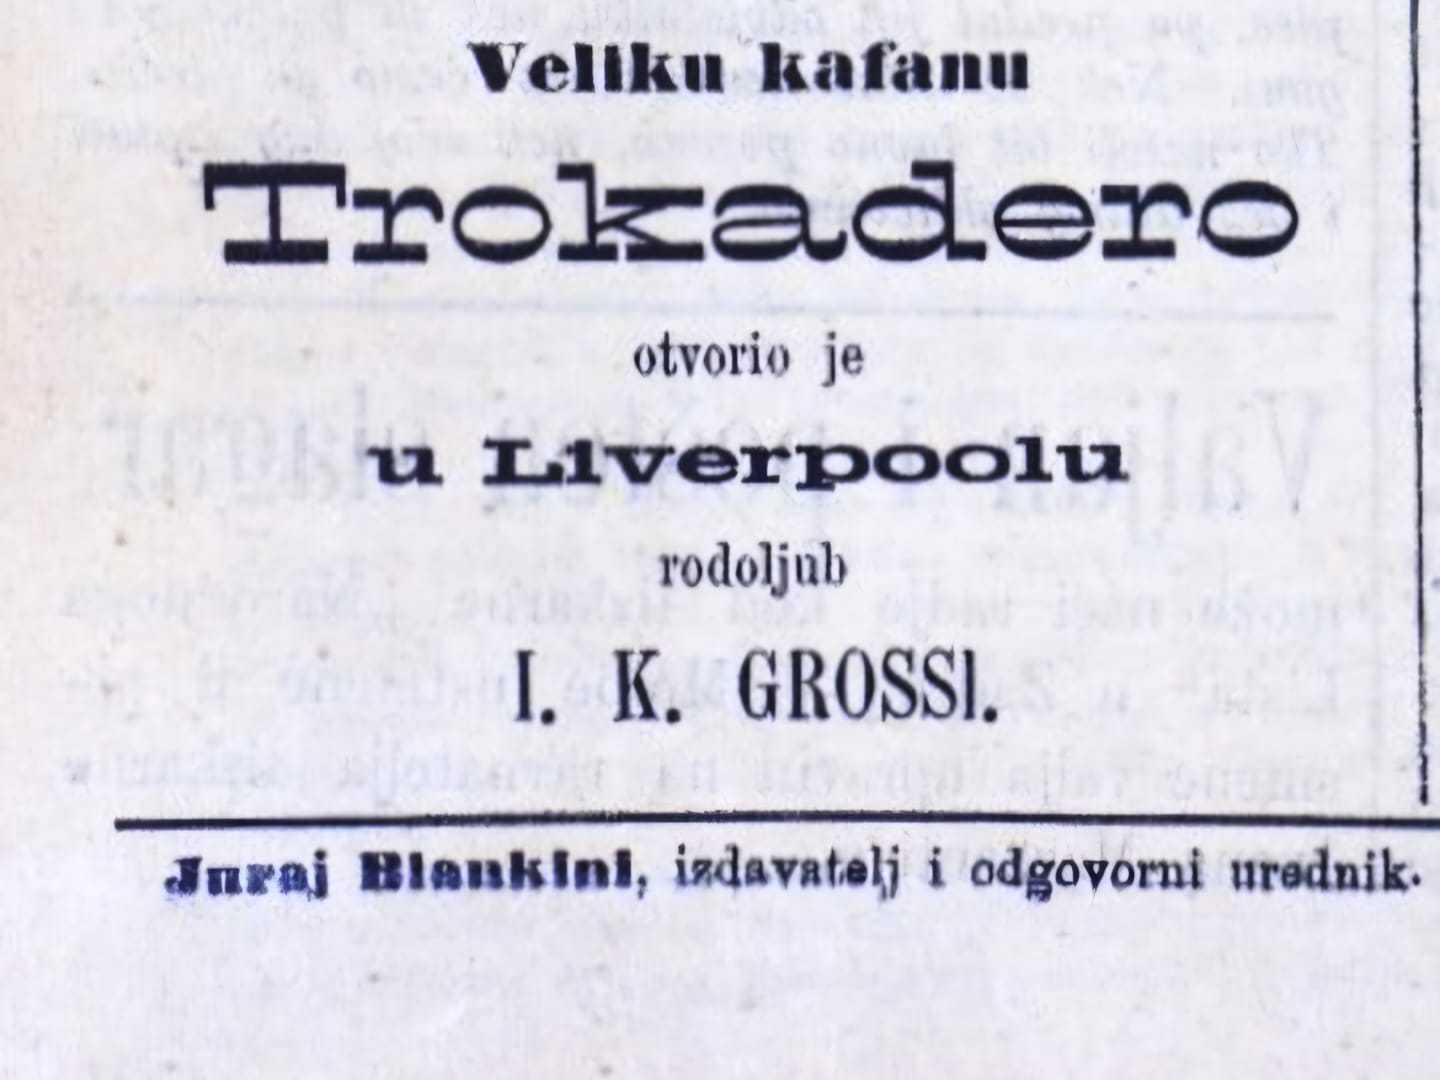 Veliku kafanu
Trokadero
otvorio je
u Liverpoolu
rodoljub
I. K. GROSSI.
Juraj Biankini, izdavatelj i odgovorni urednik.